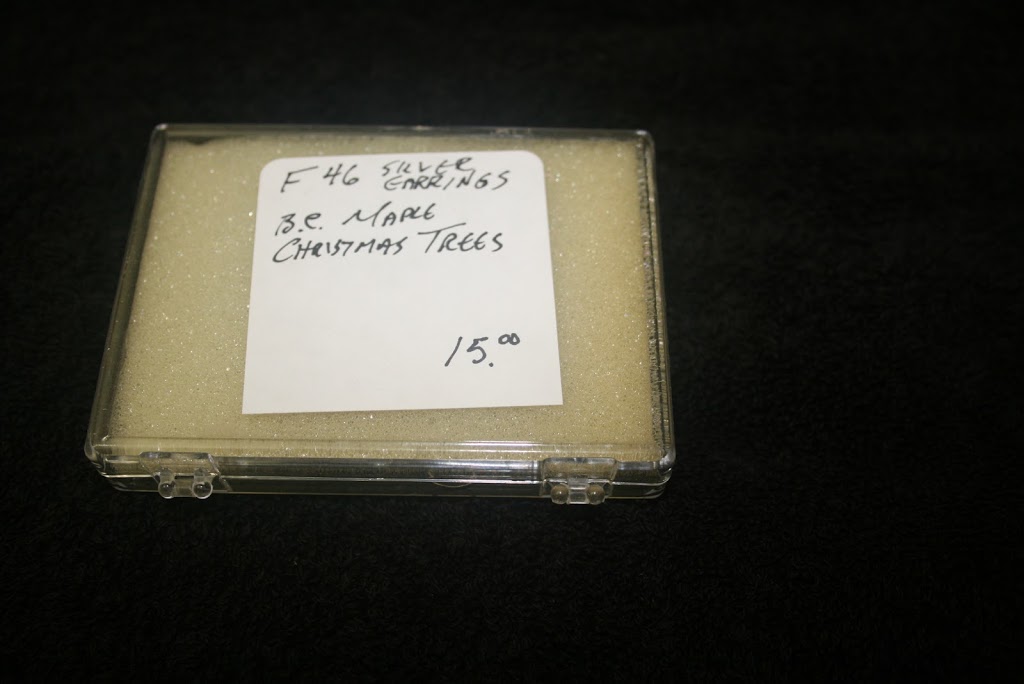 F 46 SILVER
EARRINGS
B.C. MAPLE
CHRISTMAS TREES
15.00